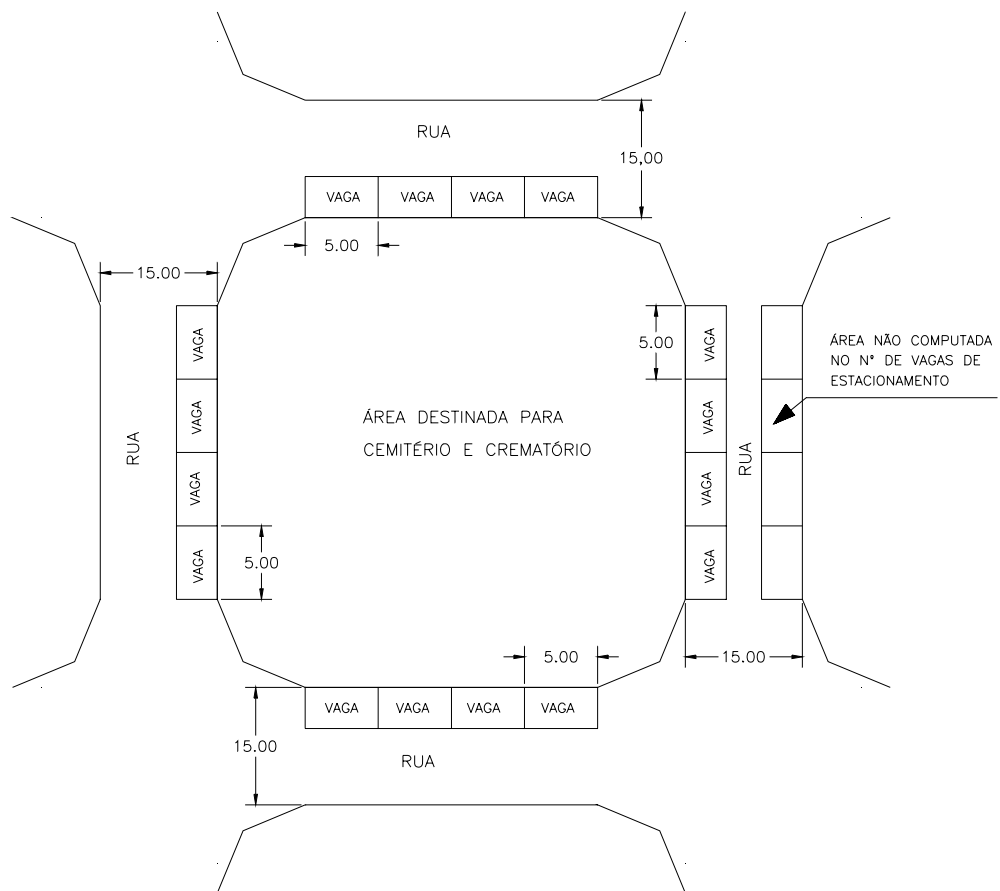 RUA
15,00
VAGA VAGA VAGA VAGA
5.00
15.00
5.00
VAGA
VAGA
VAGA
VAGA
RUA
ÁREA DESTINADA PARA
CEMITÉRIO E CREMATÓRIO
VAGA
VAGA
VAGA
VAGA
RUA
ÁREA NÃO COMPUTADA
NO Nº DE VAGAS DE
ESTACIONAMENTO
5.00
5.00
15.00
VAGA VAGA VAGA VAGA
15.00
RUA